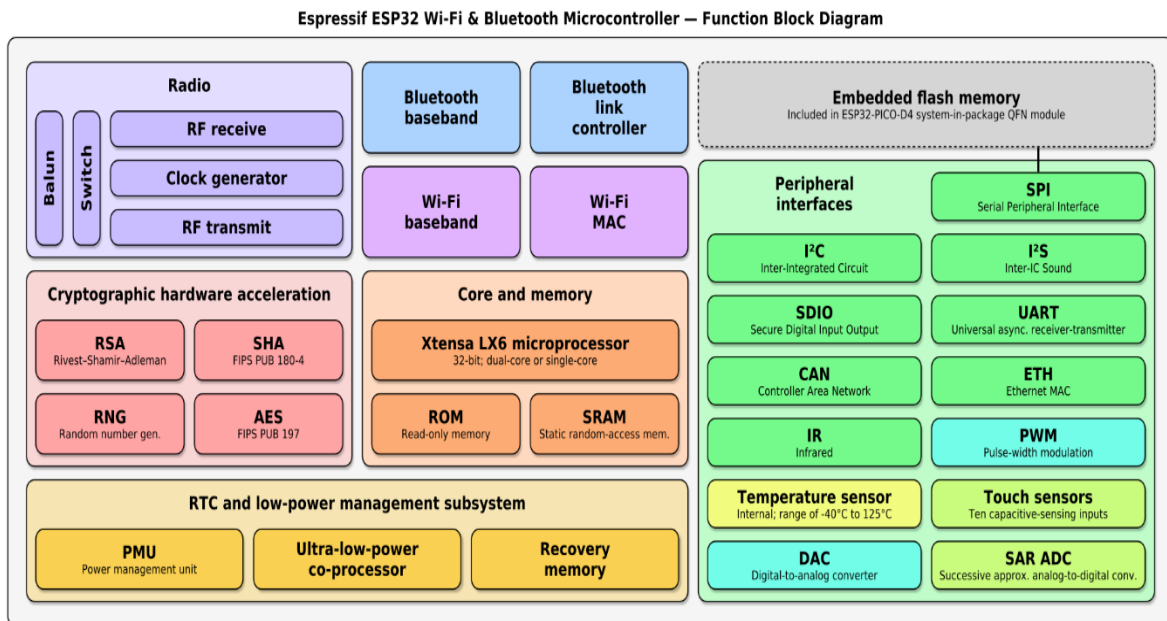 Espressif ESP32 Wi-Fi & Bluetooth Microcontroller — Function Block Diagram
Radio
Balun
Switch
RF receive
Clock generator
RF transmit
Bluetooth
baseband
Bluetooth
link
controller
Wi-Fi
baseband
Wi-Fi
MAC
Embedded flash memory
Included in ESP32-PICO-D4 system-in-package QFN module
Cryptographic hardware acceleration
RSA
Rivest–Shamir–Adleman
SHA
FIPS PUB 180-4
RNG
Random number gen.
AES
FIPS PUB 197
Core and memory
Xtensa LX6 microprocessor
32-bit; dual-core or single-core
ROM
Read-only memory
SRAM
Static random-access mem.
RTC and low-power management subsystem
PMU
Power management unit
Ultra-low-power
co-processor
Recovery
memory
Peripheral
interfaces
SPI
Serial Peripheral Interface
I²C
Inter-Integrated Circuit
I²S
Inter-IC Sound
SDIO
Secure Digital Input Output
UART
Universal async. receiver-transmitter
CAN
Controller Area Network
ETH
Ethernet MAC
IR
Infrared
PWM
Pulse-width modulation
Temperature sensor
Internal; range of -40°C to 125°C
Touch sensors
Ten capacitive-sensing inputs
DAC
Digital-to-analog converter
SAR ADC
Successive approx. analog-to-digital conv.